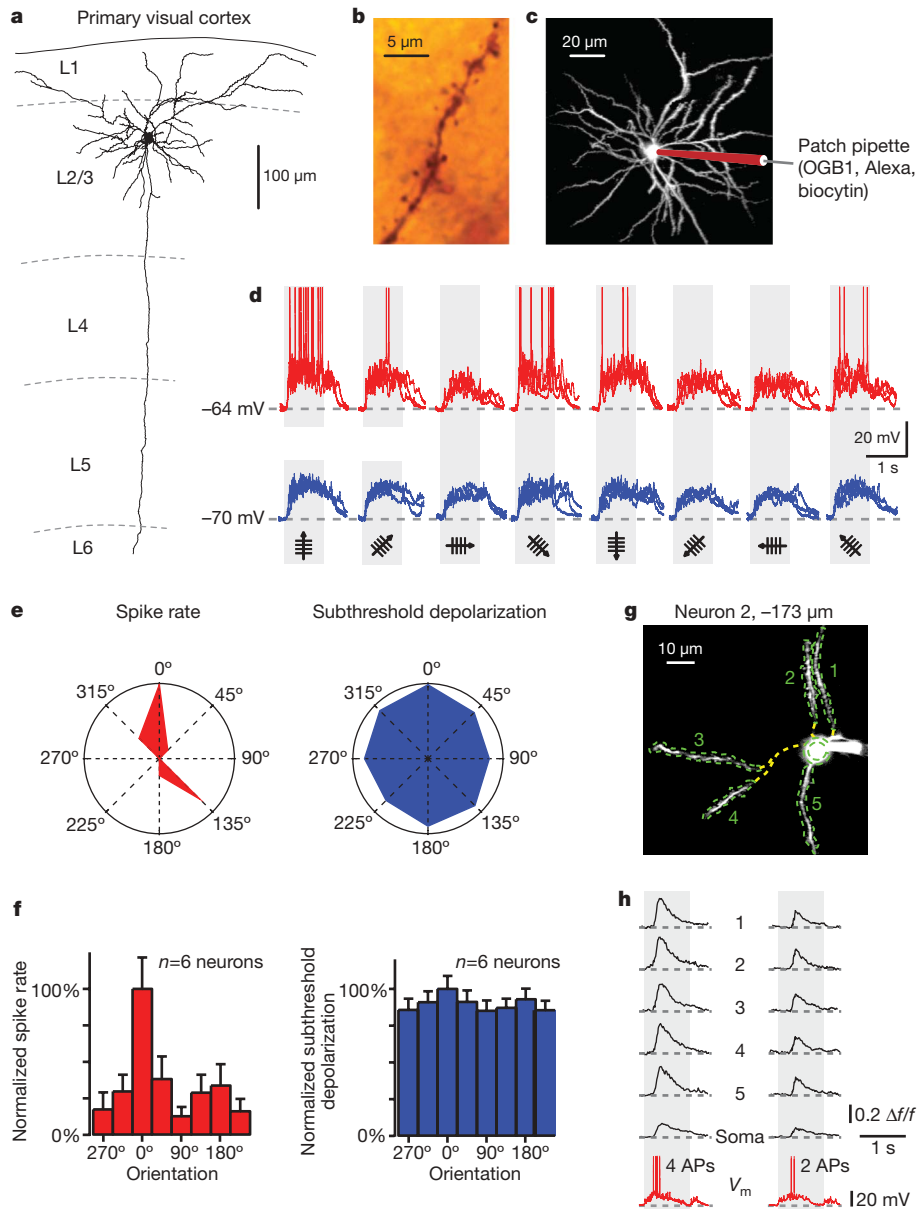 a
Primary visual cortex
L1
L2/3
100 µm
L4
L5
L6
b
5 µm
c
20 µm
Patch pipette
(OGB1, Alexa,
biocytin)
d
–64 mV
20 mV
1 s
–70 mV
e
Spike rate
0º
45º
90º
135º
180º
225º
270º
315º
Subthreshold depolarization
0º
45º
90º
135º
180º
225º
270º
315º
f
Normalized spike rate
n=6 neurons
100%
0%
270º 0º 90º 180º
Orientation
Normalized subthreshold
depolarization
n=6 neurons
100%
0%
270º 0º 90º 180º
Orientation
g
Neuron 2, –173 µm
10 µm
1
2
3
4
5
h
1
2
3
4
5
Soma
0.2 Δf/f
1 s
4 APs
Vm
2 APs
20 mV